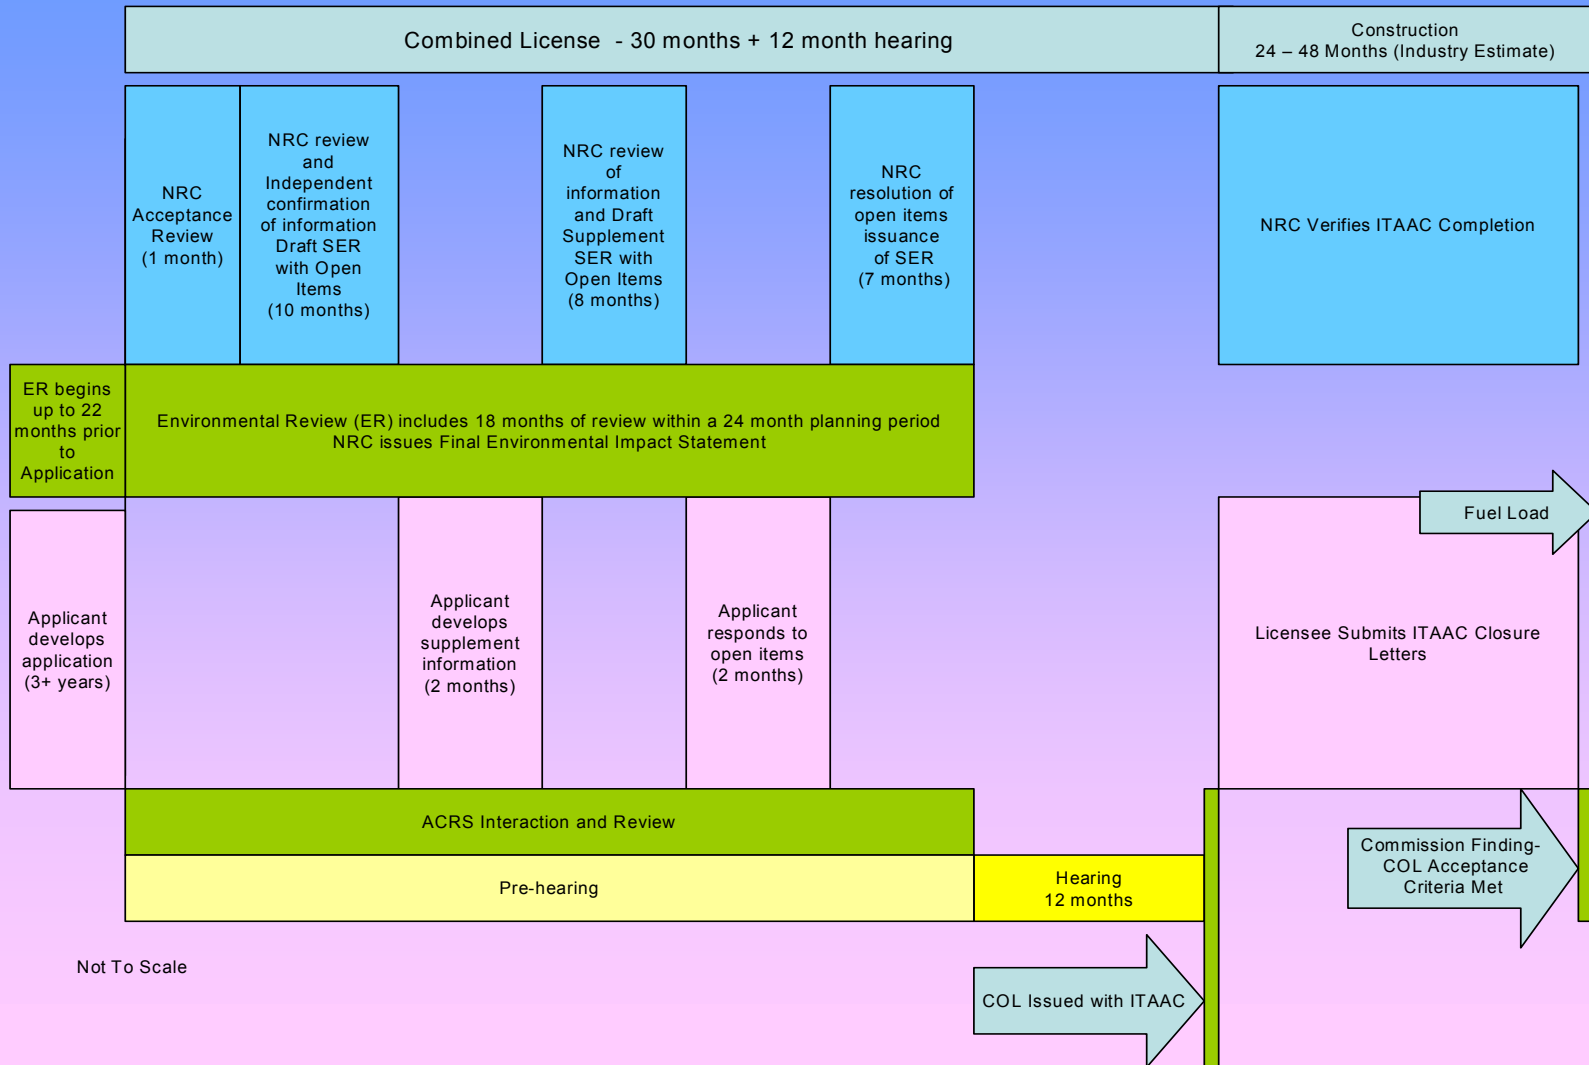 Combined License - 30 months + 12 month hearing
Construction
24 – 48 Months (Industry Estimate)
NRC
Acceptance
Review
(1 month)
NRC review
and
Independent
confirmation
of information
Draft SER
with Open
Items
(10 months)
NRC review
of
information
and Draft
Supplement
SER with
Open Items
(8 months)
NRC
resolution of
open items
issuance
of SER
(7 months)
NRC Verifies ITAAC Completion
ER begins
up to 22
months prior
to
Application
Environmental Review (ER) includes 18 months of review within a 24 month planning period
NRC issues Final Environmental Impact Statement
Fuel Load
Applicant
develops
application
(3+ years)
Applicant
develops
supplement
information
(2 months)
Applicant
responds to
open items
(2 months)
Licensee Submits ITAAC Closure
Letters
ACRS Interaction and Review
Pre-hearing
Hearing
12 months
Commission Finding-
COL Acceptance
Criteria Met
Not To Scale
COL Issued with ITAAC